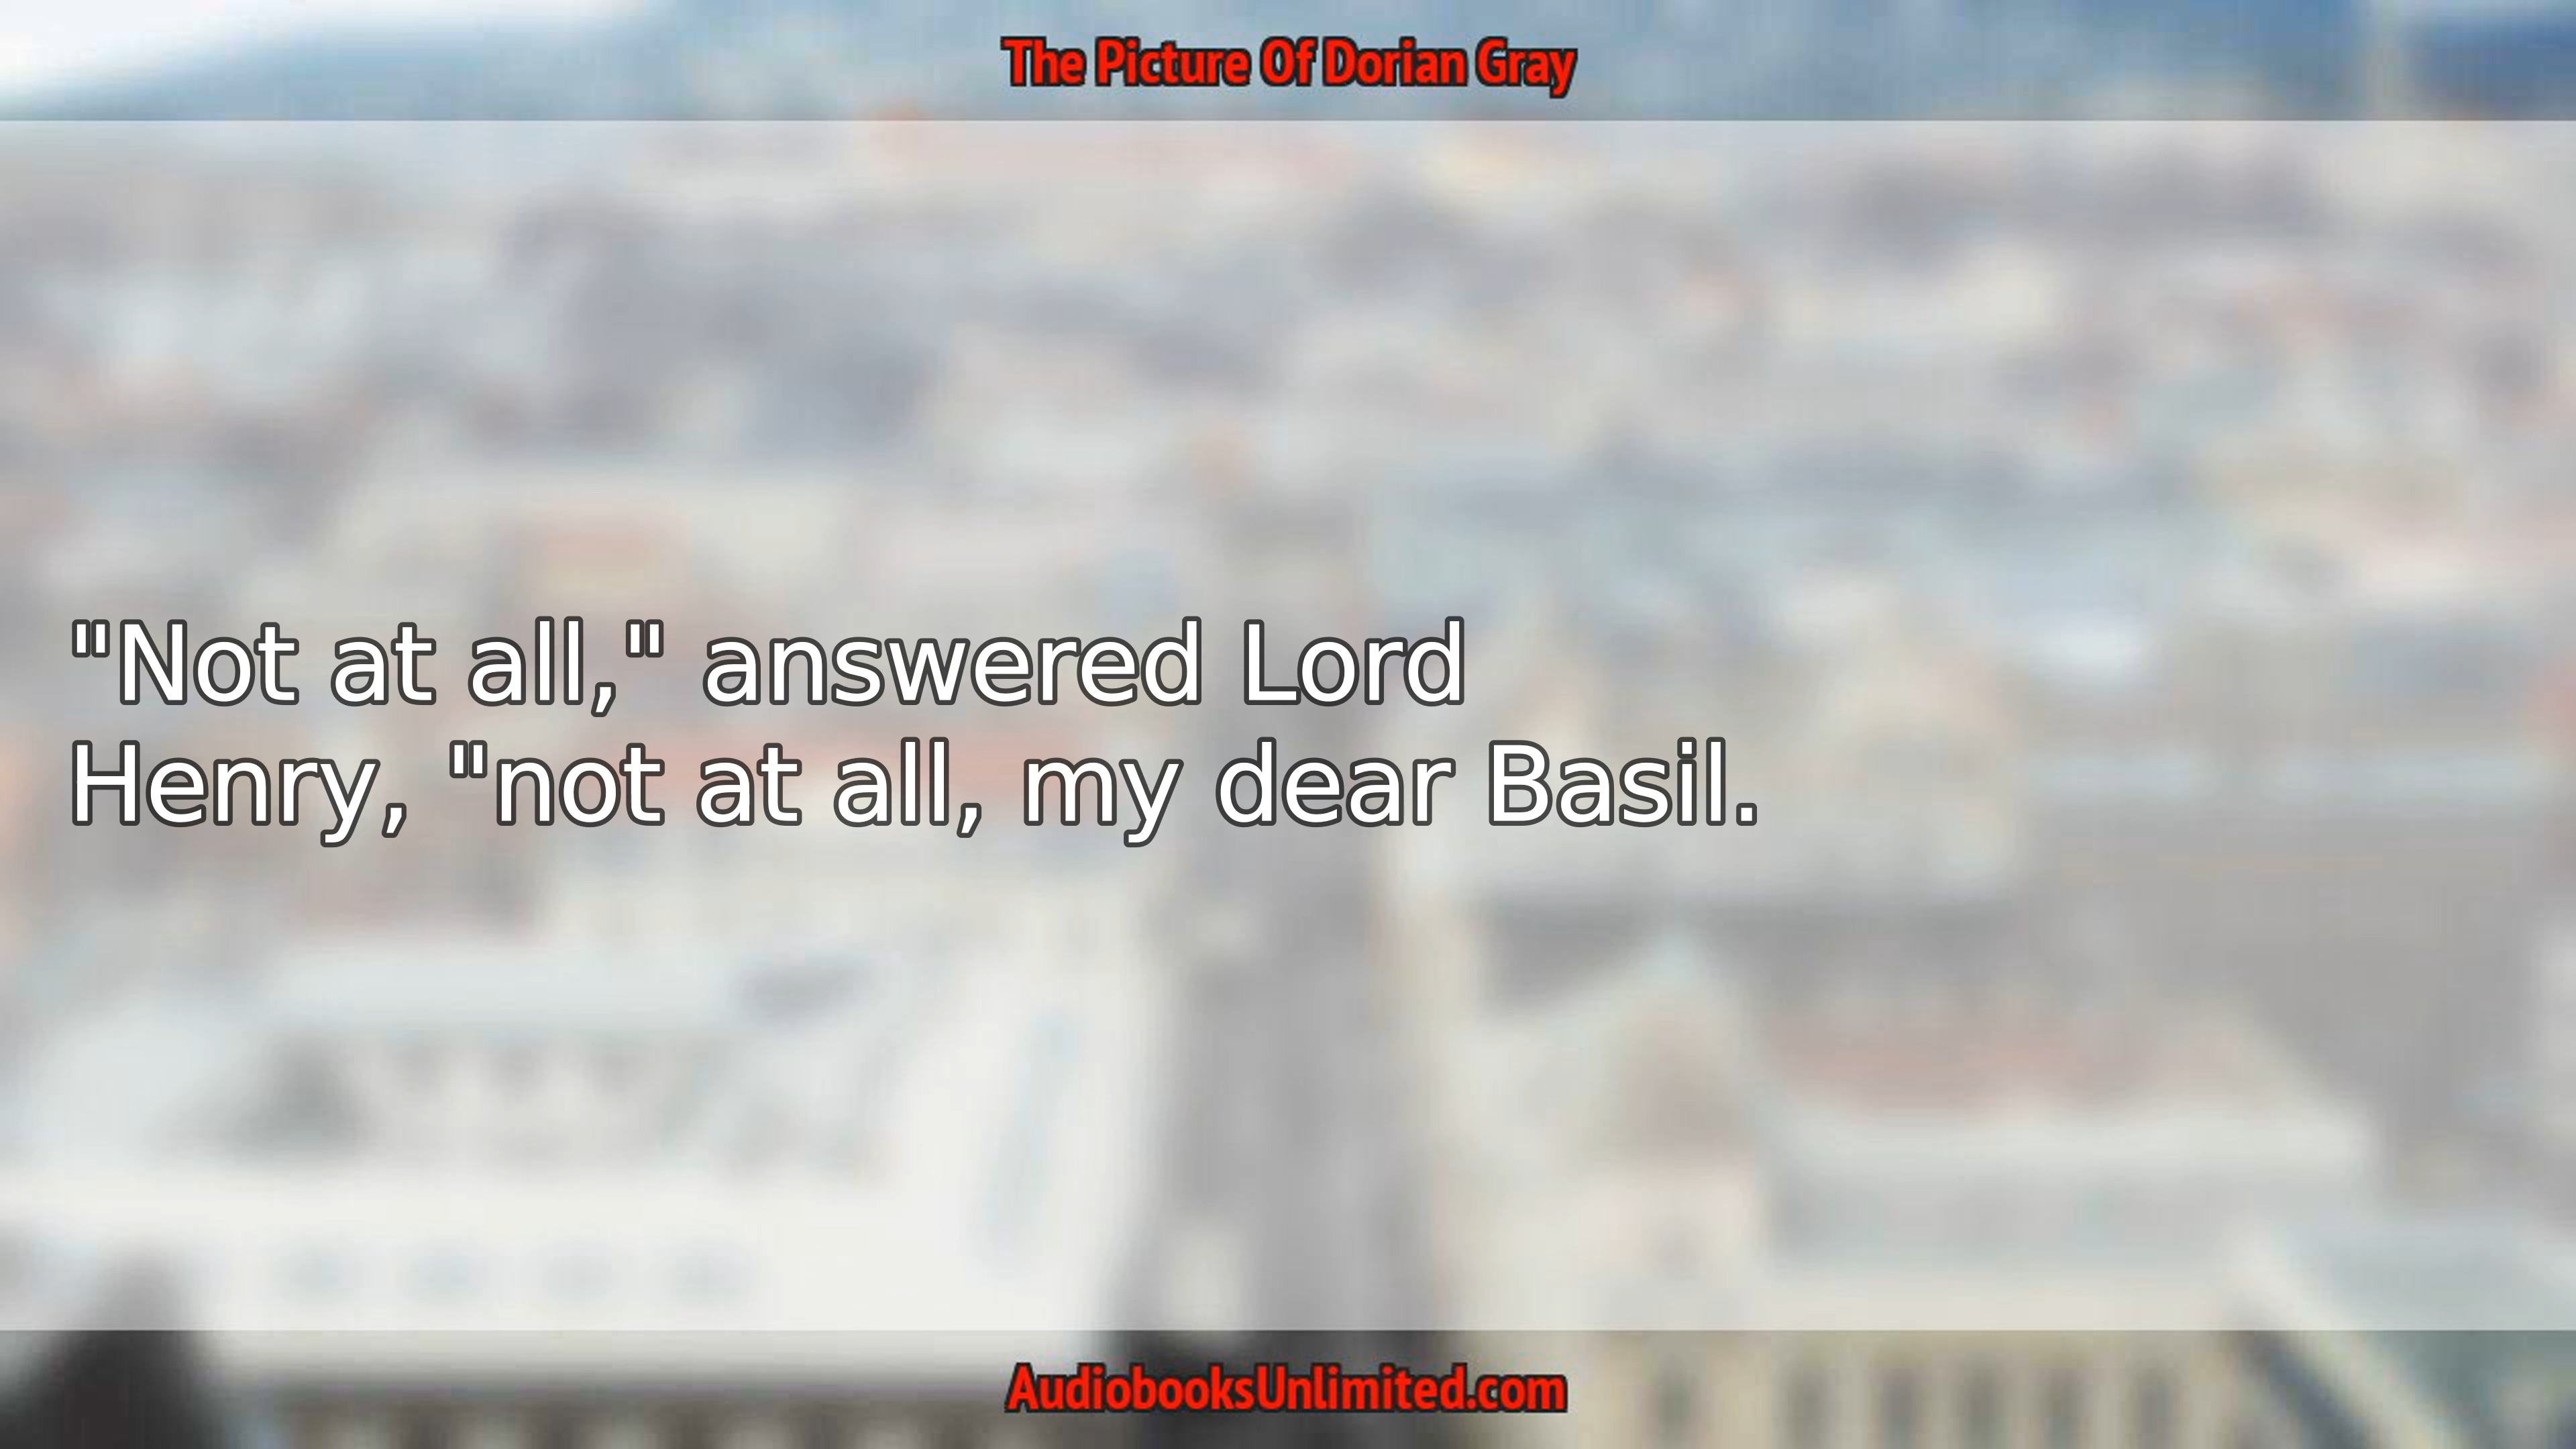 The Picture Of Dorian Gray
"Not at all," answered Lord
Henry, "not at all, my dear Basil.
AudiobooksUnlimited.com